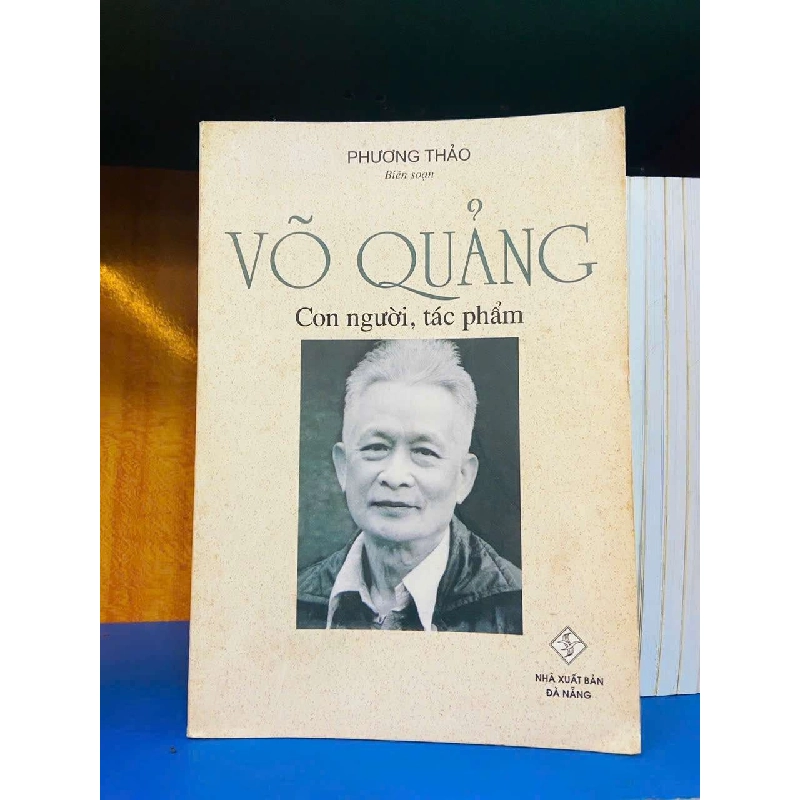 PHƯƠNG THẢO
Biên soạn
VÕ QUẢNG
Con người, tác phẩm
NHÀ XUẤT BẢN
ĐÀ NẴNG